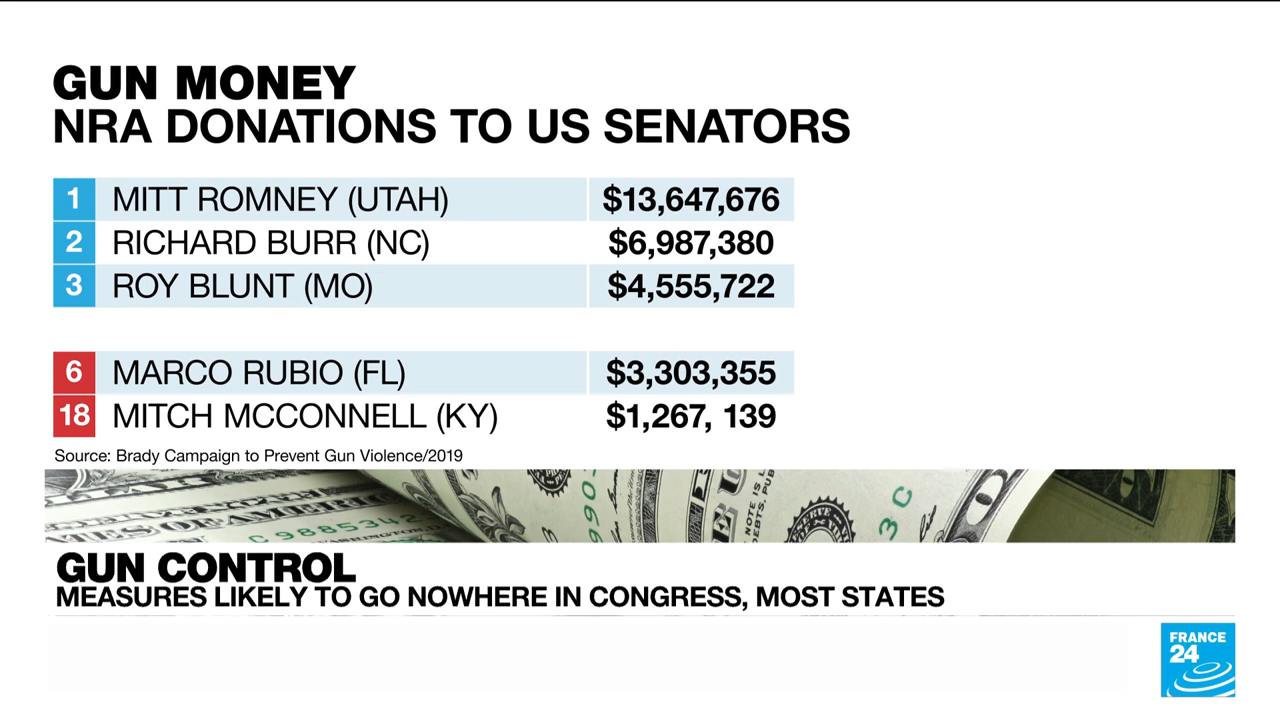 GUN MONEY
NRA DONATIONS TO US SENATORS
1 MITT ROMNEY (UTAH) $13,647,676
2 RICHARD BURR (NC) $6,987,380
3 ROY BLUNT (MO) $4,555,722
6 MARCO RUBIO (FL) $3,303,355
18 MITCH MCCONNELL (KY) $1,267, 139
Source: Brady Campaign to Prevent Gun Violence/2019
GUN CONTROL
MEASURES LIKELY TO GO NOWHERE IN CONGRESS, MOST STATES
FRANCE
24